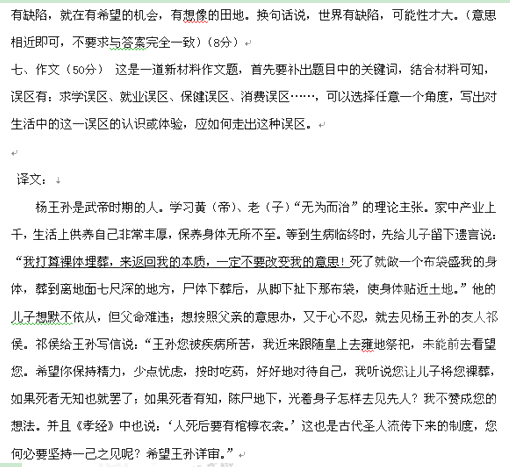 有缺陷，就在有希望的机会，有想像的田地。换句话说，世界有缺陷，可能性才大。（意思
相近即可，不要求与答案完全一致）（8分）
七、作文（50分） 这是一道新材料作文题，首先要补出题目中的关键词，结合材料可知，
误区有：求学误区、就业误区、保健误区、消费误区……，可以选择任意一个角度，写出对
生活中的这一误区的认识或体验，应如何走出这种误区。
译文：
杨王孙是武帝时期的人。学习黄（帝）、老（子）“无为而治”的理论主张。家中产业上
千，生活上供养自己非常丰厚，保养身体无所不至。等到生病临终时，先给儿子留下遗言说：
“我打算裸体埋葬，来返回我的本质，一定不要改变我的意思！死了就做一个布袋盛我的身
体，葬到离地面七尺深的地方，尸体下葬后，从脚下扯下那布袋，使身体贴近土地。”他的
儿子想默不依从，但父命难违；想按照父亲的意思办，又于心不忍，就去见杨王孙的友人祁
侯。祁侯给王孙写信说：“王孙您被疾病所苦，我近来跟随皇上去雍地祭祀，未能前去看望
您。希望你保持精力，少点忧虑，按时吃药，好好地对待自己，我听说您让儿子将您裸葬，
如果死者无知也就罢了；如果死者有知，陈尸地下，光着身子怎样去见先人？我不赞成您的
想法。并且《孝经》中也说：‘人死后要有棺椁衣裘。’这也是古代圣人流传下来的制度，您
何必要坚持一己之见呢？希望王孙详审。”